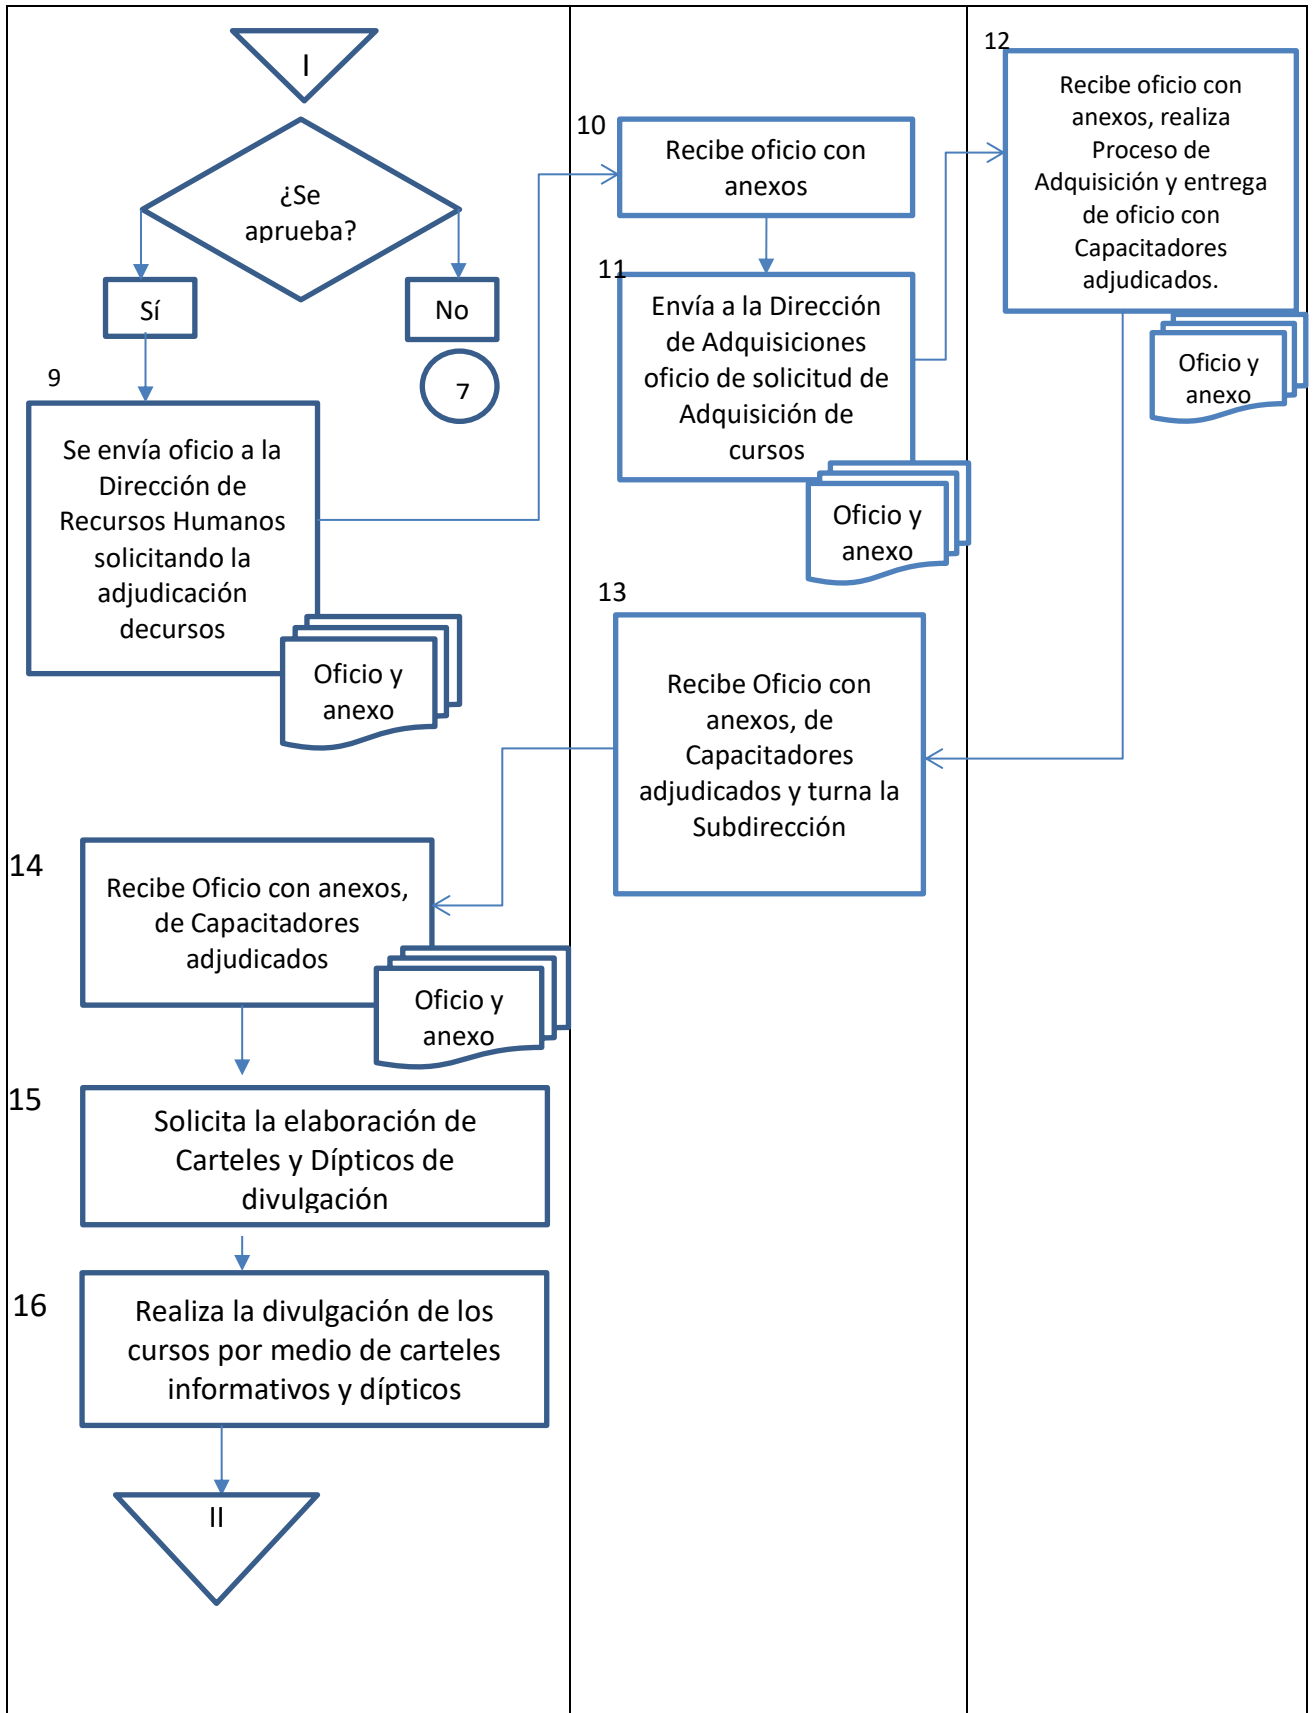 I
¿Se
aprueba?
Sí
No
7
9
Se envía oficio a la
Dirección de
Recursos Humanos
solicitando la
adjudicación
decursos
Oficio y
anexo
10
Recibe oficio con
anexos
11
Envía a la Dirección
de Adquisiciones
oficio de solicitud de
Adquisición de
cursos
Oficio y
anexo
12
Recibe oficio con
anexos, realiza
Proceso de
Adquisición y entrega
de oficio con
Capacitadores
adjudicados.
Oficio y
anexo
13
Recibe Oficio con
anexos, de
Capacitadores
adjudicados y turna la
Subdirección
14
Recibe Oficio con anexos,
de Capacitadores
adjudicados
Oficio y
anexo
15
Solicita la elaboración de
Carteles y Dípticos de
divulgación
16
Realiza la divulgación de los
cursos por medio de carteles
informativos y dípticos
II